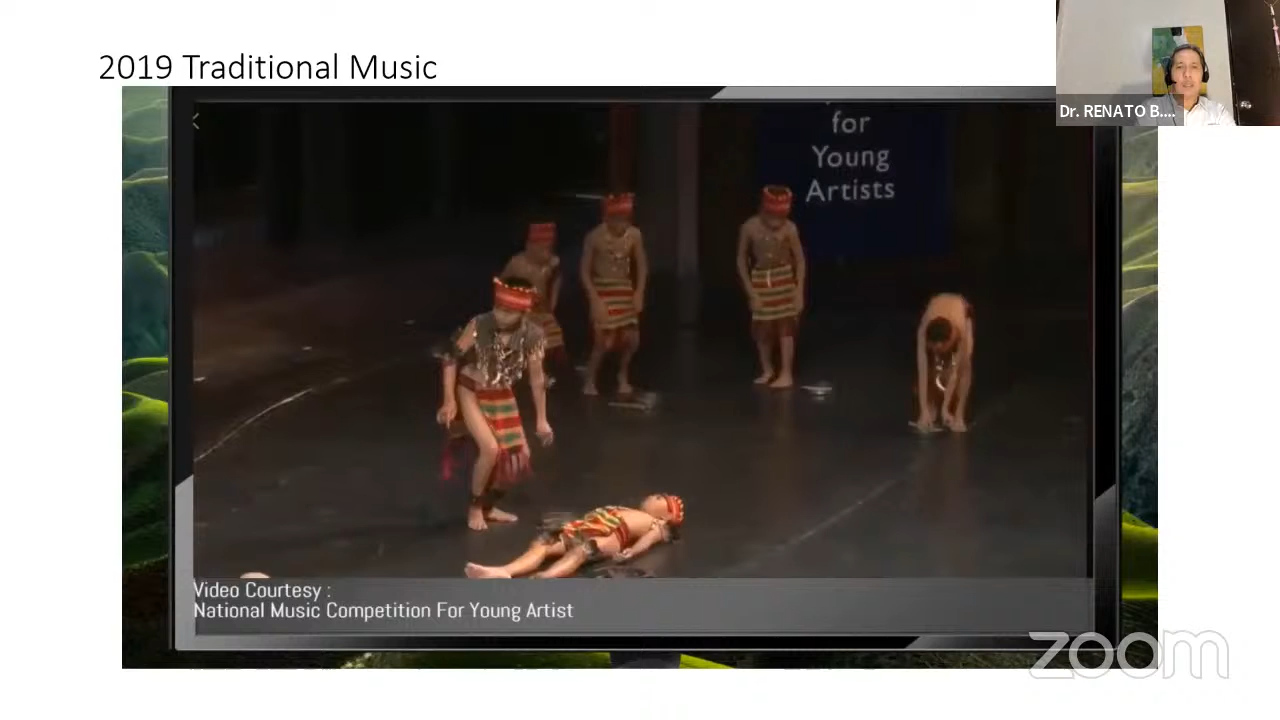 2019 Traditional Music
Dr. RENATO B....
for
Young
Artists
Video Courtesy :
National Music Competition For Young Artist
zoom